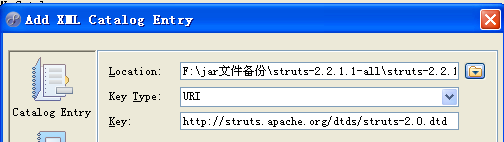 Add XML Catalog Entry
Location: F:\jar文件备份\struts-2.2.1.1-all\struts-2.2.1
Catalog Entry
Key Type: URI
Key: http://struts.apache.org/dtds/struts-2.0.dtd